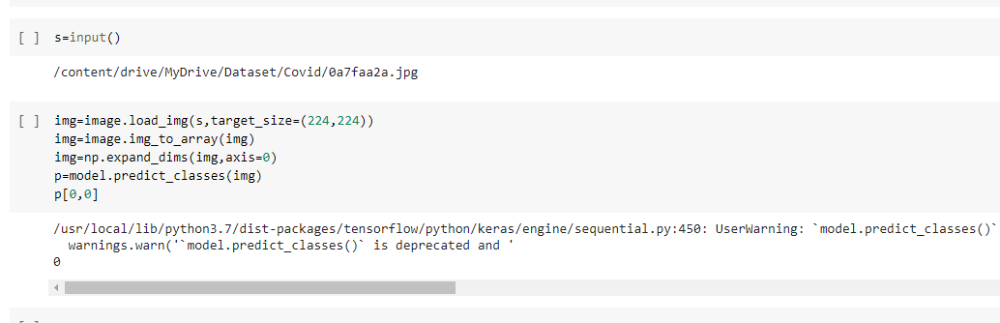 [ ] s=input()
/content/drive/MyDrive/Dataset/Covid/0a7faa2a.jpg
[ ] img=image.load_img(s,target_size=(224,224))
img=image.img_to_array(img)
img=np.expand_dims(img,axis=0)
p=model.predict_classes(img)
p[0,0]
/usr/local/lib/python3.7/dist-packages/tensorflow/python/keras/engine/sequential.py:450: UserWarning: `model.predict_classes()`
warnings.warn('`model.predict_classes()` is deprecated and '
0